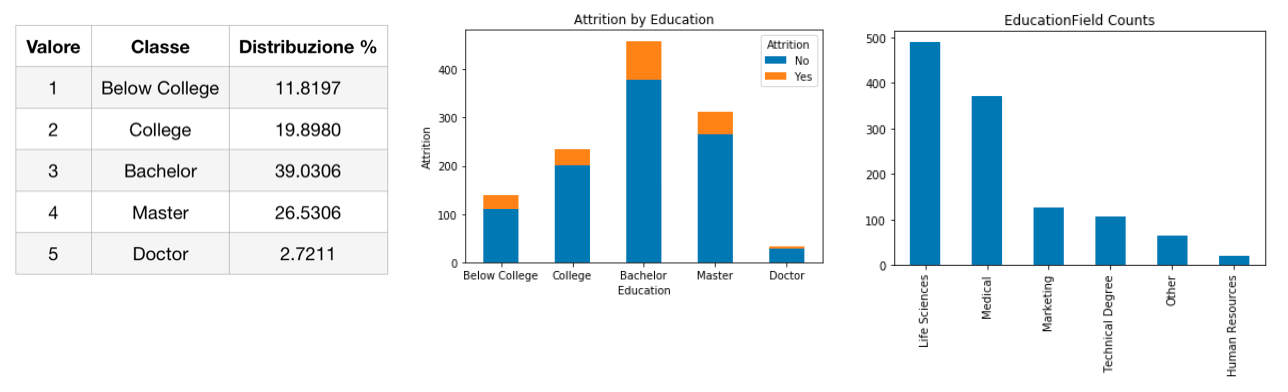 Valore Classe Distribuzione %
1 Below College 11.8197
2 College 19.8980
3 Bachelor 39.0306
4 Master 26.5306
5 Doctor 2.7211
Attrition by Education
Attrition
No
Yes
400
300
200
100
0
Attrition
Below College College Bachelor Master Doctor
Education
EducationField Counts
500
400
300
200
100
0
Life Sciences
Medical
Marketing
Technical Degree
Other
Human Resources